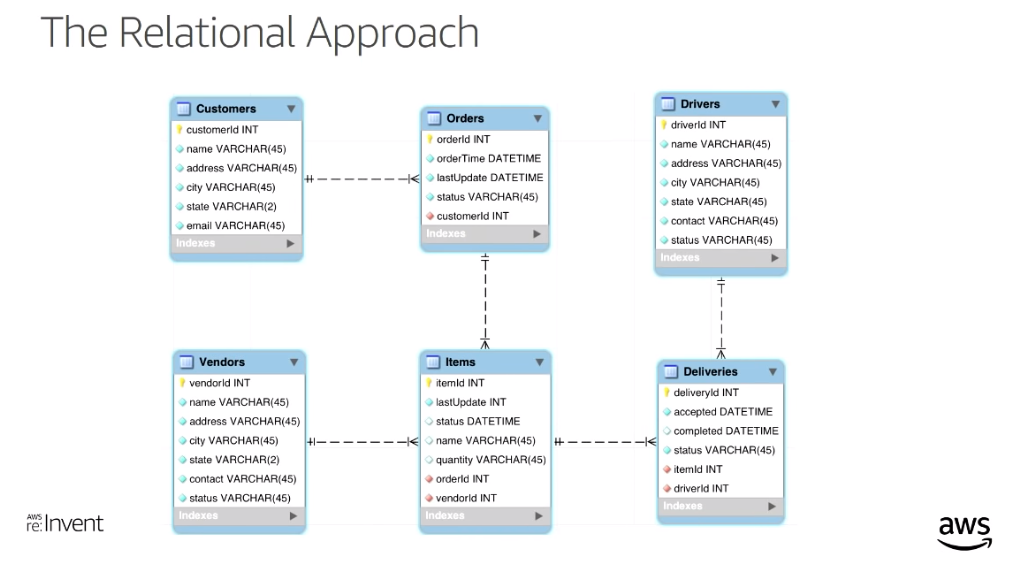 The Relational Approach
Customers
customerId INT
name VARCHAR(45)
address VARCHAR(45)
city VARCHAR(45)
state VARCHAR(2)
email VARCHAR(45)
Indexes
Orders
orderId INT
orderTime DATETIME
lastUpdate DATETIME
status VARCHAR(45)
customerId INT
Indexes
Drivers
driverId INT
name VARCHAR(45)
address VARCHAR(45)
city VARCHAR(45)
state VARCHAR(45)
contact VARCHAR(45)
status VARCHAR(45)
Indexes
Vendors
vendorId INT
name VARCHAR(45)
address VARCHAR(45)
city VARCHAR(45)
state VARCHAR(2)
contact VARCHAR(45)
status VARCHAR(45)
Indexes
Items
itemId INT
lastUpdate INT
status DATETIME
name VARCHAR(45)
quantity VARCHAR(45)
orderId INT
vendorId INT
Indexes
Deliveries
deliveryId INT
accepted DATETIME
completed DATETIME
status VARCHAR(45)
itemId INT
driverId INT
Indexes
AWS
re:Invent
aws